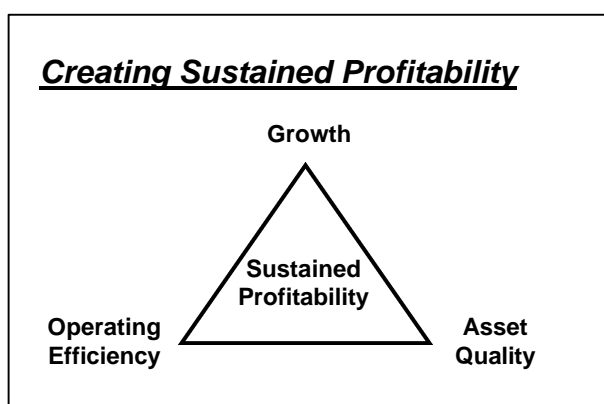 Creating Sustained Profitability
Growth
Sustained
Profitability
Operating
Efficiency
Asset
Quality